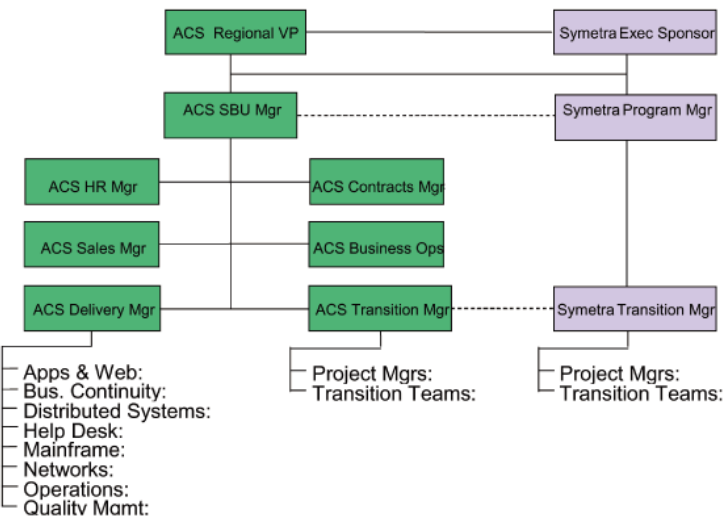 ACS Regional VP
Symetra Exec Sponsor
ACS SBU Mgr
Symetra Program Mgr
ACS HR Mgr
ACS Contracts Mgr
ACS Sales Mgr
ACS Business Ops
ACS Delivery Mgr
ACS Transition Mgr
Symetra Transition Mgr
Apps & Web:
Bus. Continuity:
Distributed Systems:
Help Desk:
Mainframe:
Networks:
Operations:
Quality Mgmt:
Project Mgrs:
Transition Teams:
Project Mgrs:
Transition Teams: